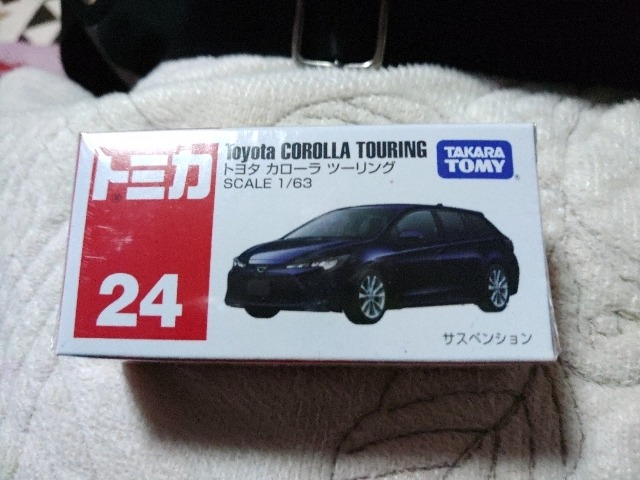 トミカ
24
Toyota COROLLA TOURING
トヨタ カローラ ツーリング
SCALE 1/63
TAKARA
TOMY
サスペンション